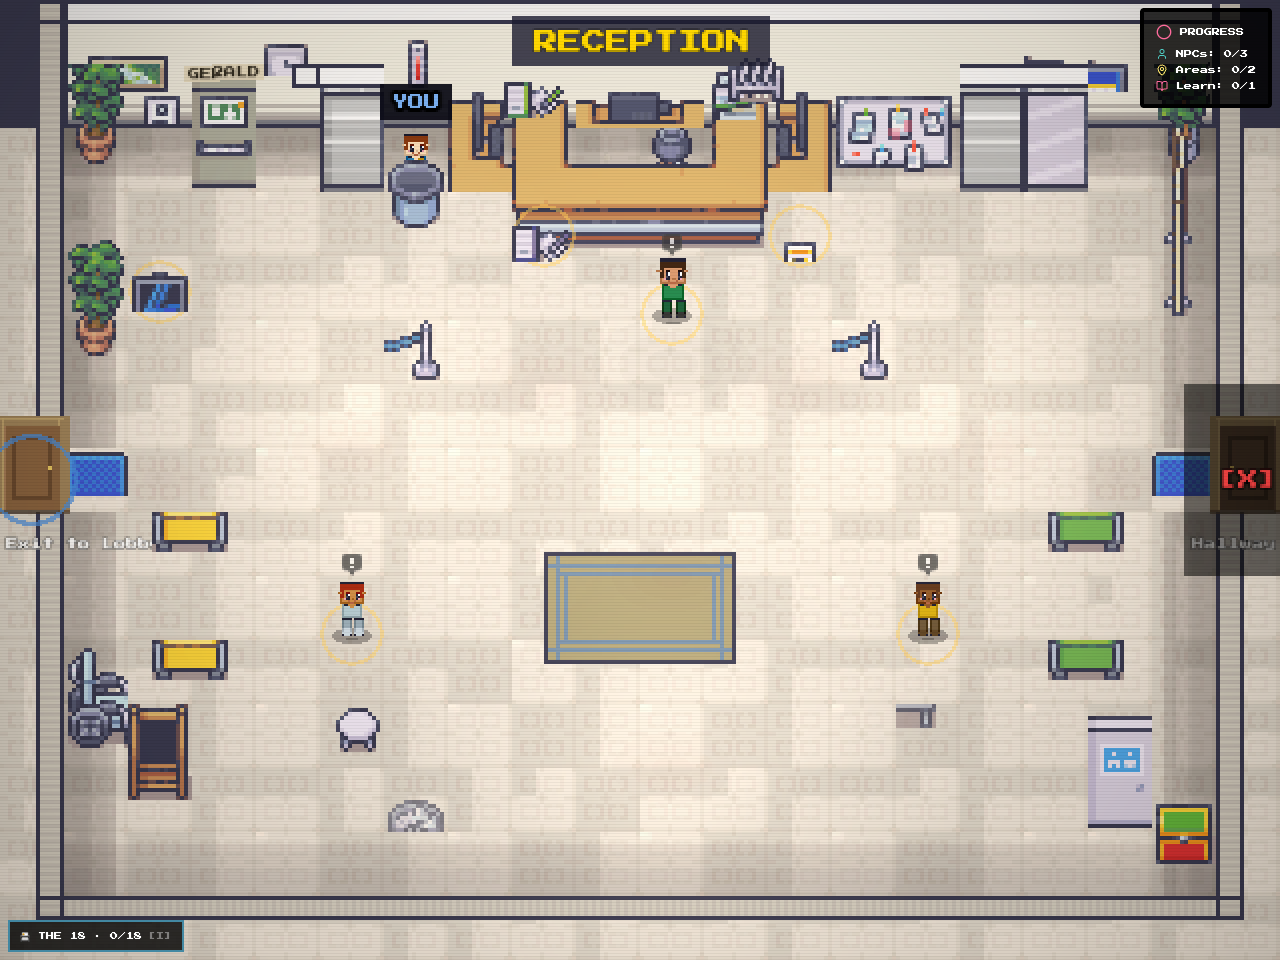 RECEPTION
PROGRESS
NPCs: 0/3
Areas: 0/2
Learn: 0/1
GERALD
YOU
!
[X]
Exit to Lobb
Hallway
!
!
THE 18 · 0/18 [I]